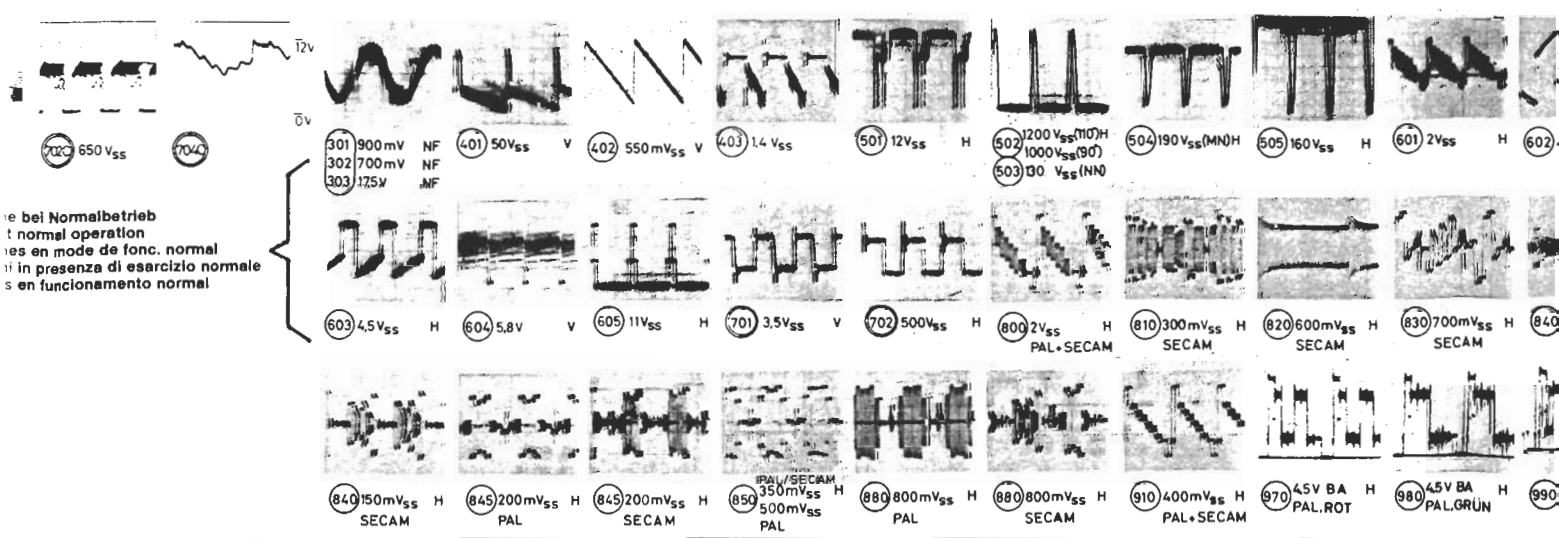 12V
0V
702C 650 Vss
704C
301 900mV NF
302 700mV NF
303 17,5V NF
401 50Vss V
402 550mVss V
403 1,4 Vss
501 12Vss H
502 1200 Vss(110°)H
1000 Vss(90°)
503 130 Vss(NN)
504 190Vss(MN)H
505 160Vss H
601 2Vss H
602
e bei Normalbetrieb
t normal operation
nes en mode de fonc. normal
ni in presenza di esarcizio normale
s en funcionamento normal
603 4,5Vss H
604 5,8V V
605 11Vss H
701 3,5Vss V
702 500Vss H
800 2Vss H
PAL+SECAM
810 300mVss H
SECAM
820 600mVss H
SECAM
830 700mVss H
SECAM
840
840 150mVss H
SECAM
845 200mVss H
PAL
845 200mVss H
SECAM
850 PAL/SECAM
350mVss H
500mVss
PAL
880 800mVss H
PAL
880 800mVss H
SECAM
910 400mVss H
PAL+SECAM
970 4,5V BA H
PAL,ROT
980 4,5V BA H
PAL,GRÜN
990